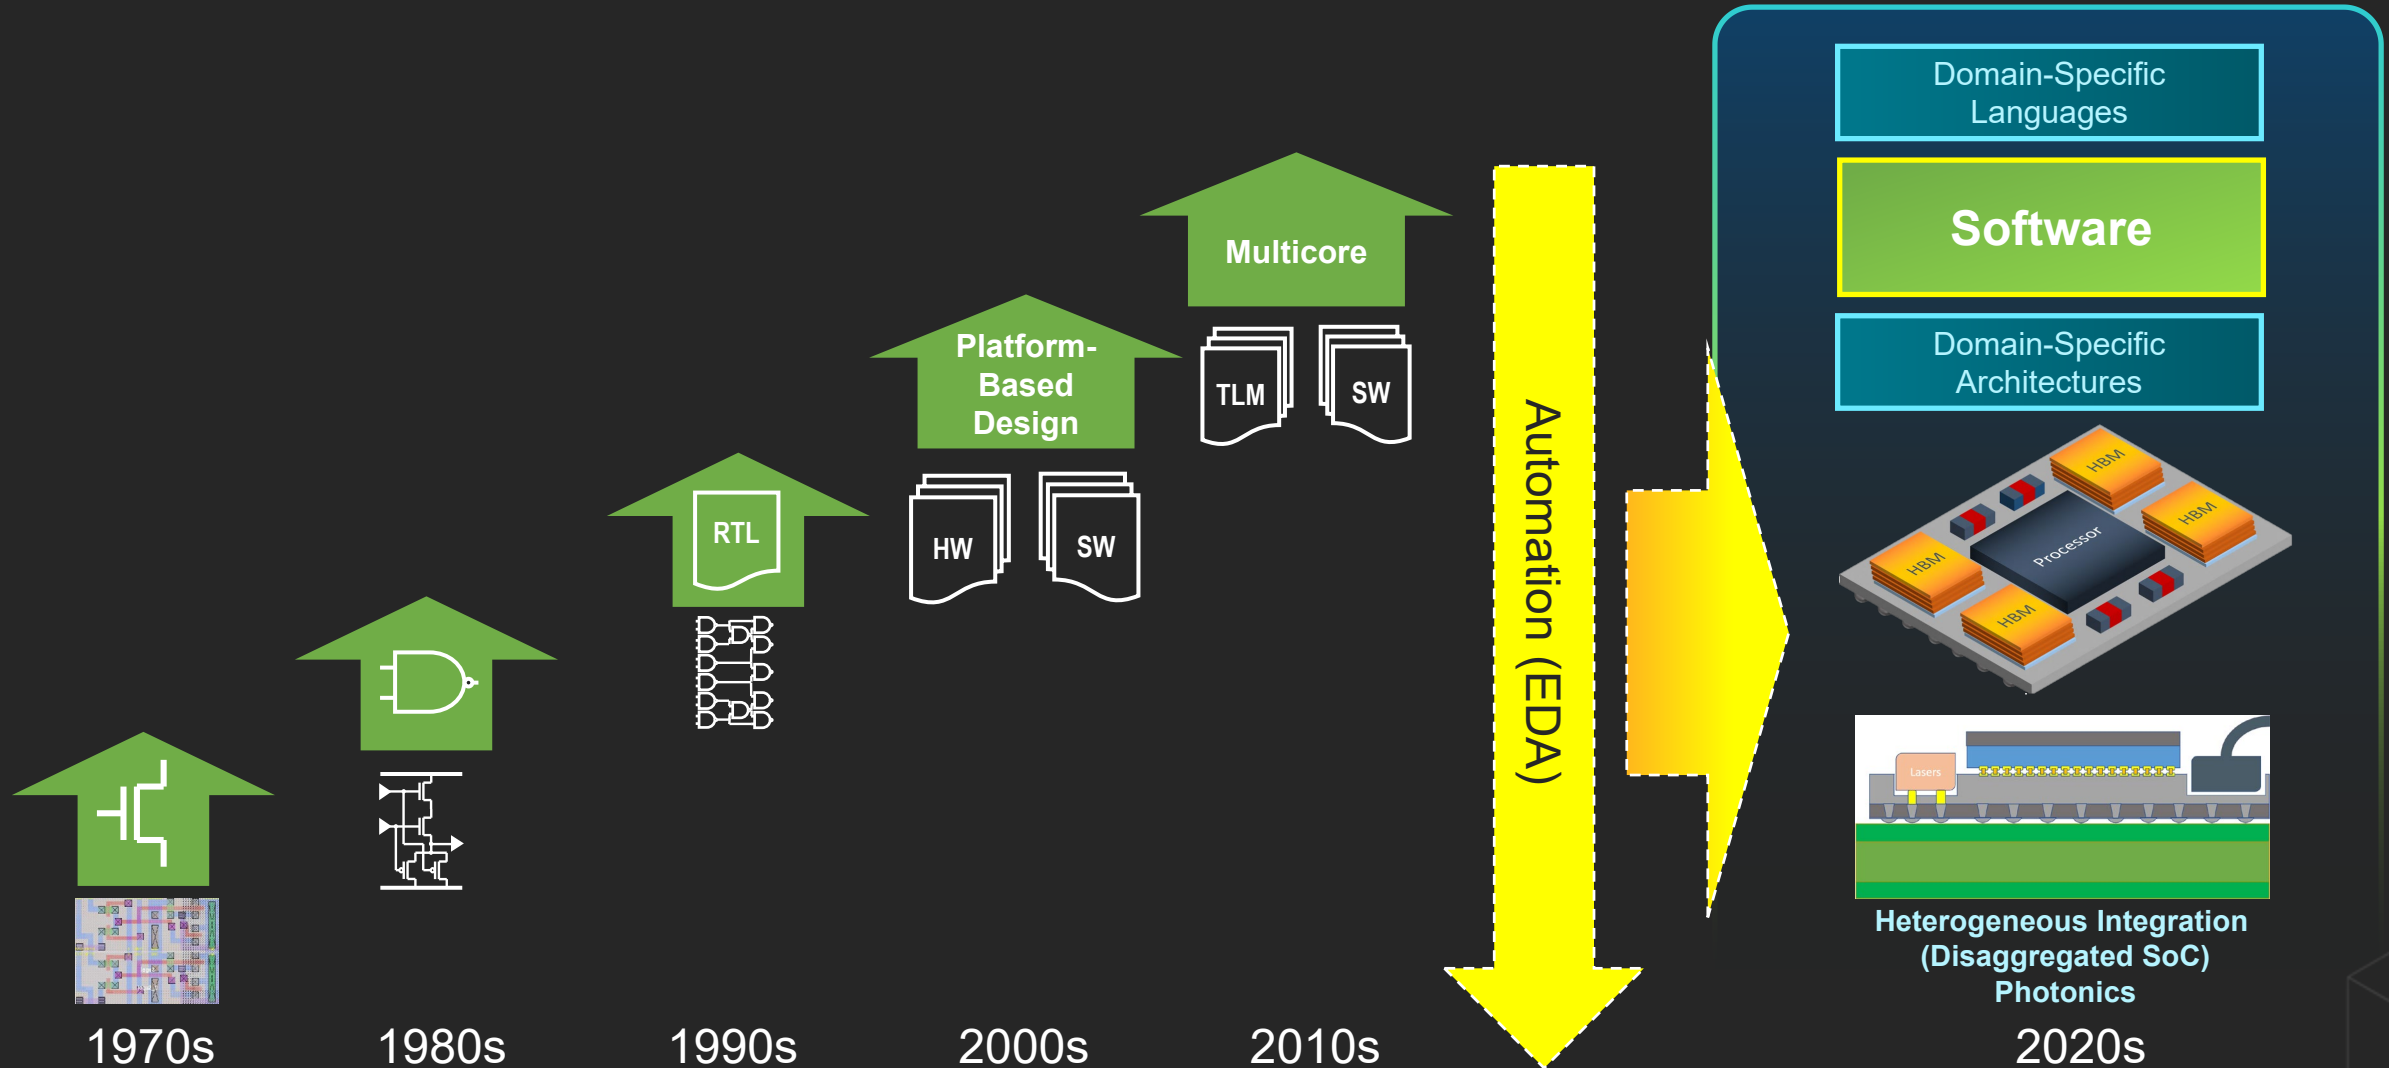 Domain-Specific
Languages
Software
Domain-Specific
Architectures
Multicore
Platform-
Based
Design
TLM
SW
RTL
HW
SW
Automation (EDA)
HBM
HBM
Processor
HBM
HBM
Lasers
Heterogeneous Integration
(Disaggregated SoC)
Photonics
1970s
1980s
1990s
2000s
2010s
2020s